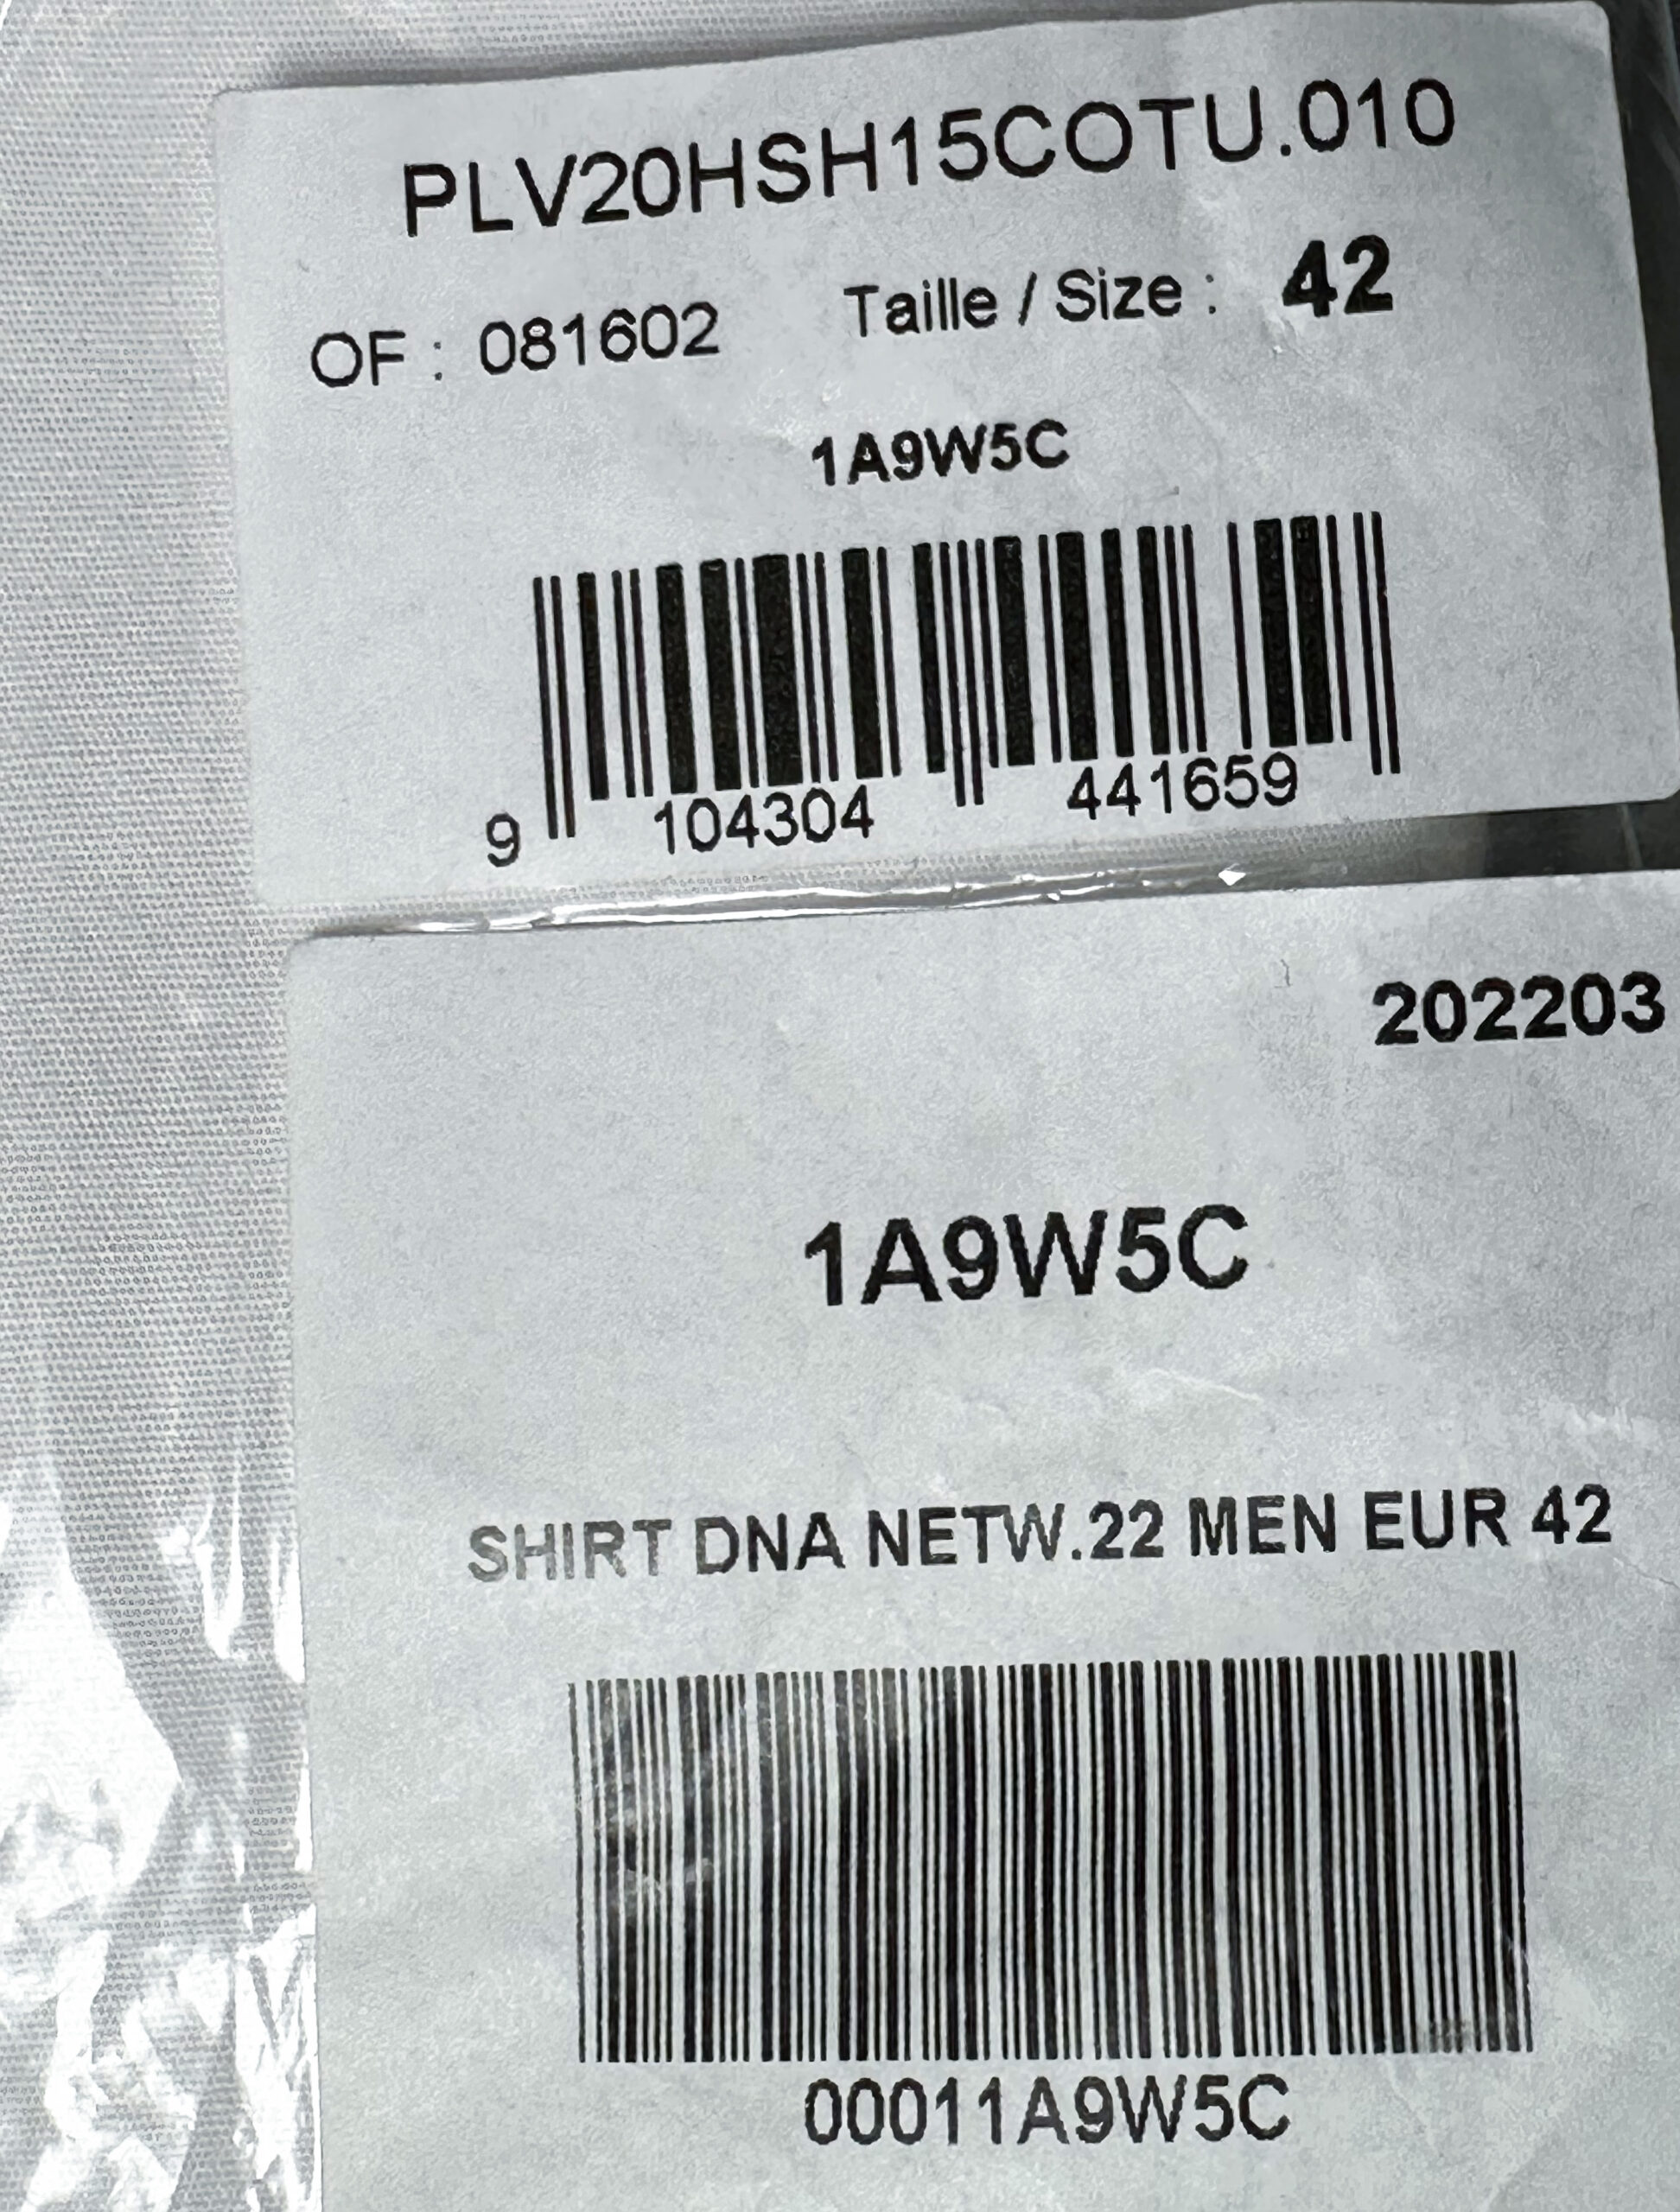 PLV20HSH15COTU.010
OF : 081602 Taille / Size : 42
1A9W5C
9 104304 441659
202203
1A9W5C
SHIRT DNA NETW.22 MEN EUR 42
00011A9W5C